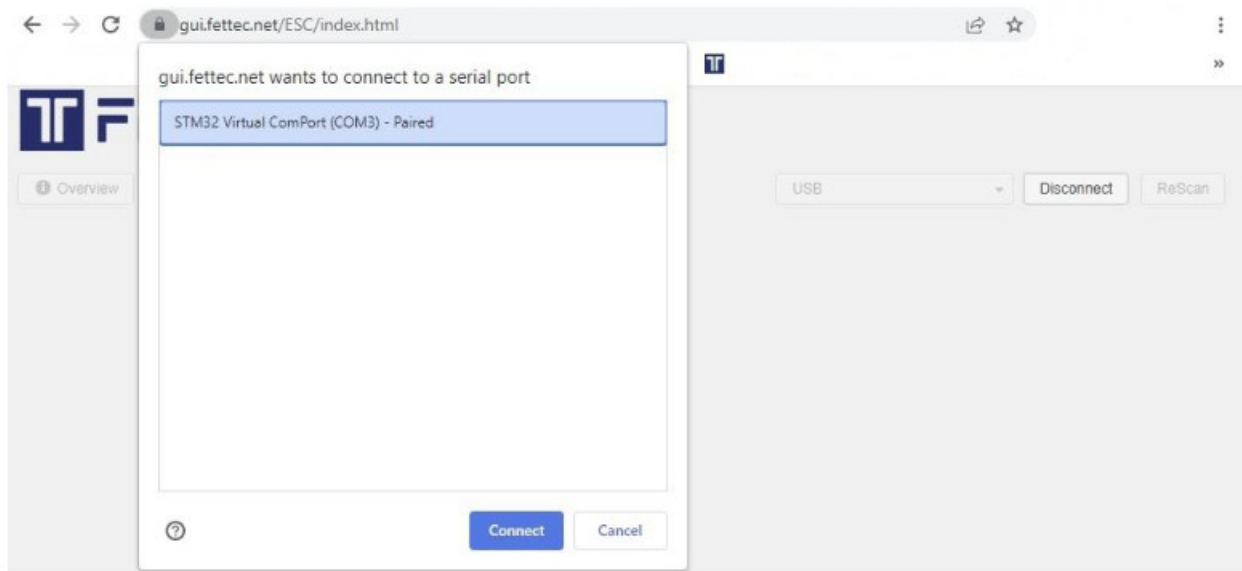 gui.fettec.net/ESC/index.html
gui.fettec.net wants to connect to a serial port
STM32 Virtual ComPort (COM3) - Paired
F
Overview
USB
Disconnect
ReScan
Connect
Cancel